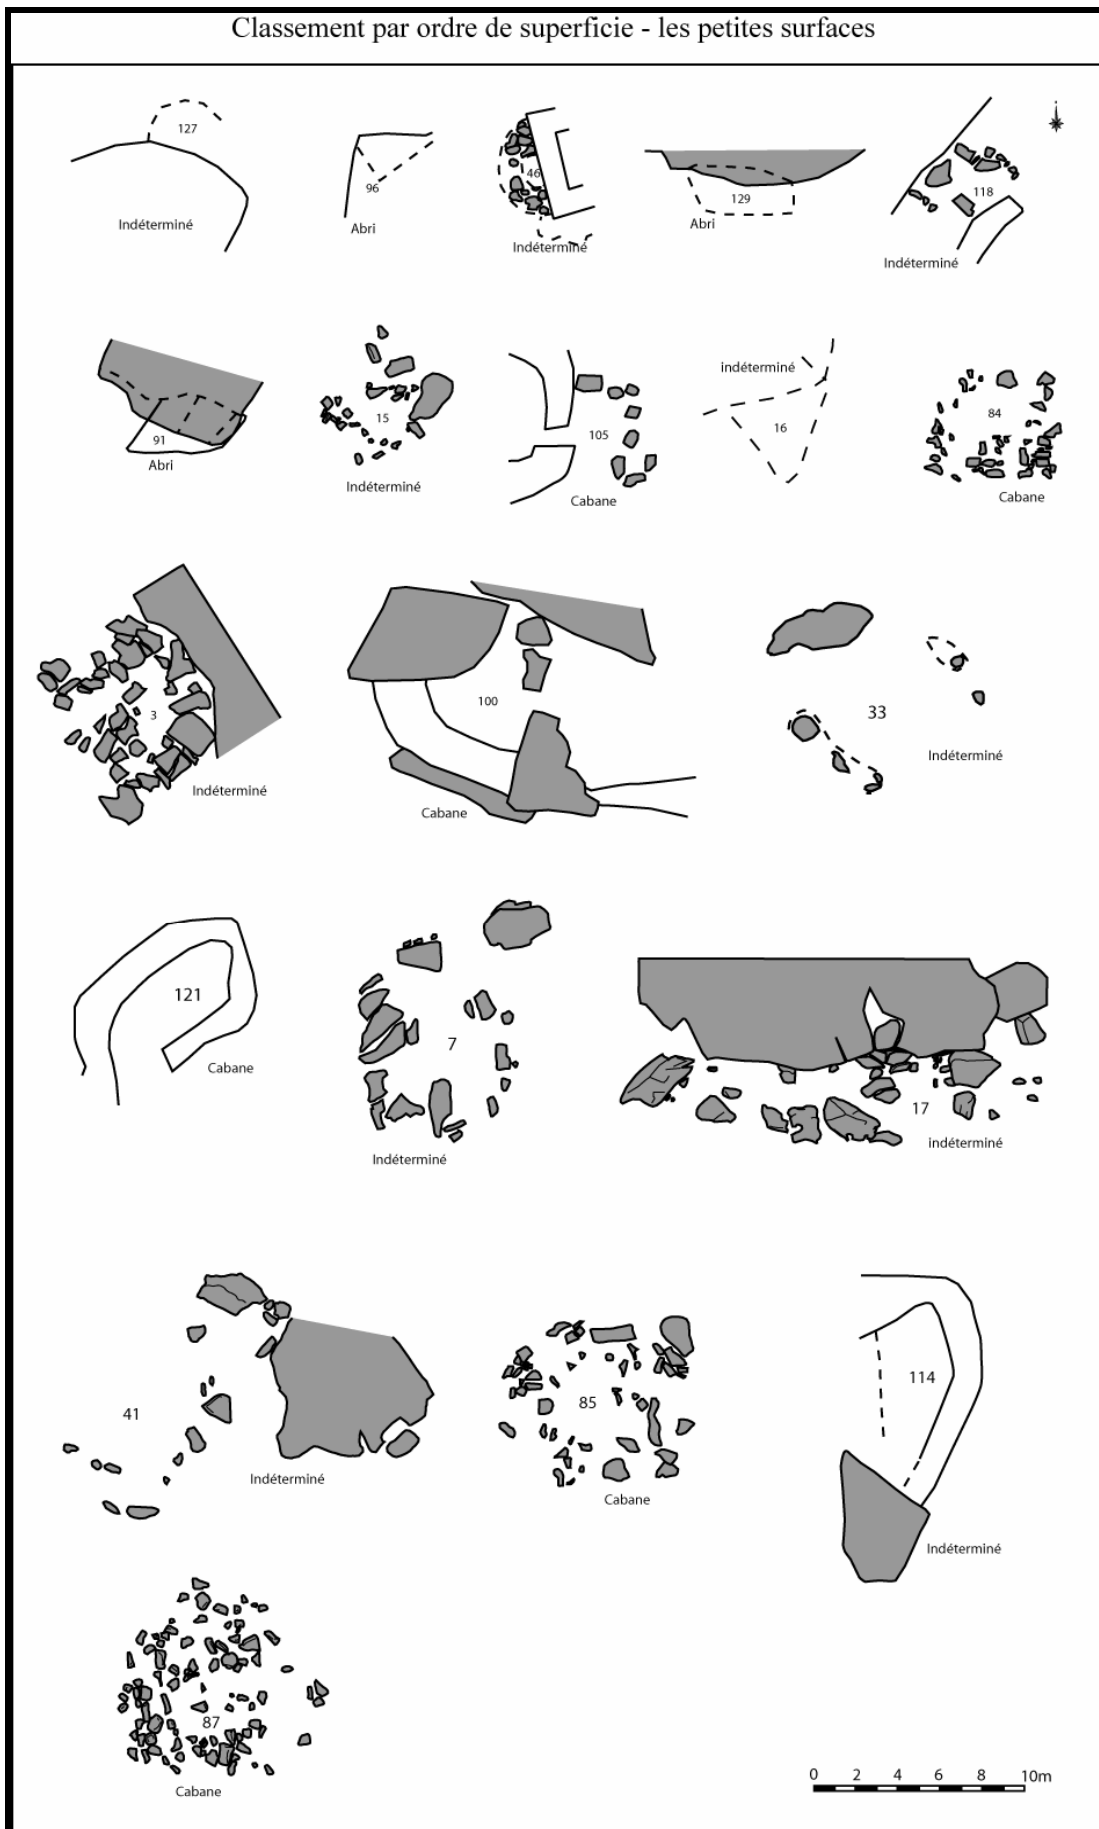 Classement par ordre de superficie - les petites surfaces
127
Indéterminé
96
Abri
46
Indéterminé
129
Abri
118
Indéterminé
91
Abri
15
Indéterminé
105
Cabane
indéterminé
16
84
Cabane
3
Indéterminé
100
Cabane
33
Indéterminé
121
Cabane
7
Indéterminé
17
indéterminé
41
Indéterminé
85
Cabane
114
Indéterminé
87
Cabane
0 2 4 6 8 10m